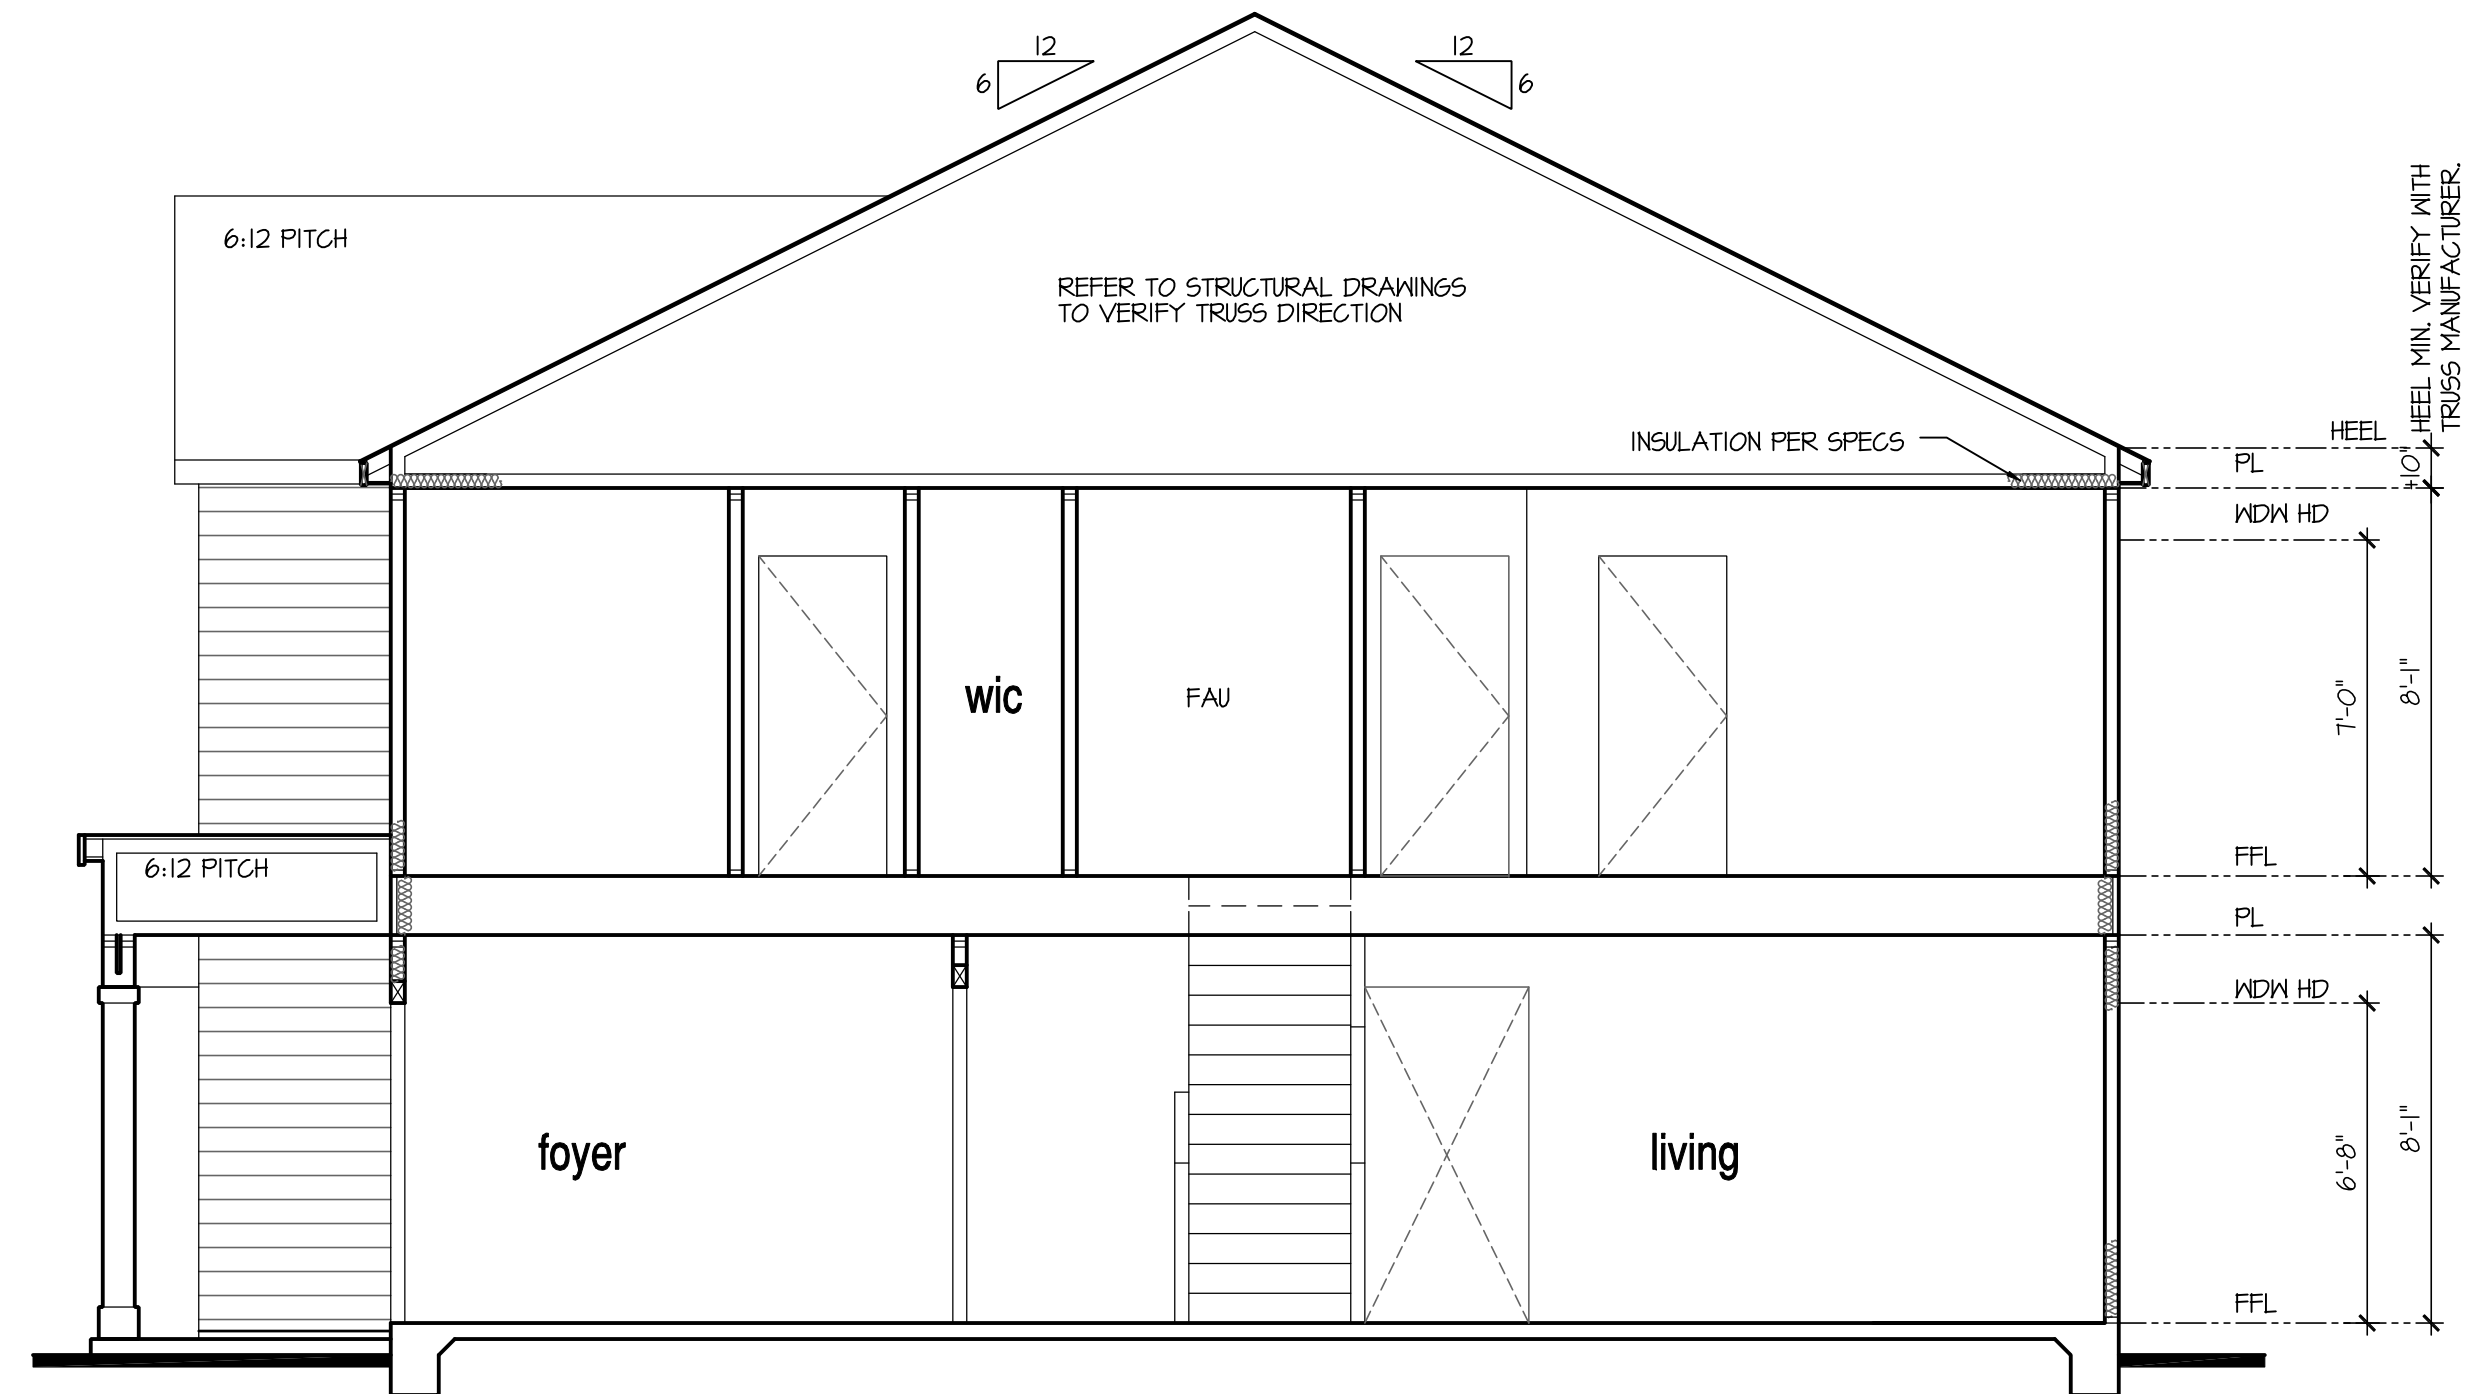 12
12
6
6
6:12 PITCH
REFER TO STRUCTURAL DRAWINGS
TO VERIFY TRUSS DIRECTION
HEEL MIN. VERIFY WITH
TRUSS MANUFACTURER.
INSULATION PER SPECS
HEEL
PL
+10"
WDW HD
wic
FAU
7'-0"
8'-1"
6:12 PITCH
FFL
PL
WDW HD
foyer
living
6'-8"
8'-1"
FFL